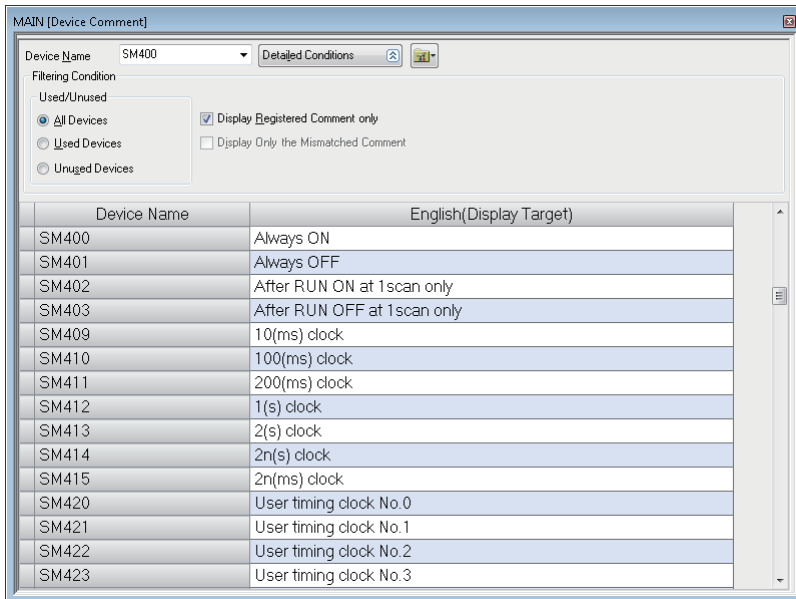 MAIN [Device Comment]
Device Name SM400 Detailed Conditions
Filtering Condition
Used/Unused
All Devices
Used Devices
Unused Devices
Display Registered Comment only
Display Only the Mismatched Comment
Device Name English(Display Target)
SM400 Always ON
SM401 Always OFF
SM402 After RUN ON at 1scan only
SM403 After RUN OFF at 1scan only
SM409 10(ms) clock
SM410 100(ms) clock
SM411 200(ms) clock
SM412 1(s) clock
SM413 2(s) clock
SM414 2n(s) clock
SM415 2n(ms) clock
SM420 User timing clock No.0
SM421 User timing clock No.1
SM422 User timing clock No.2
SM423 User timing clock No.3